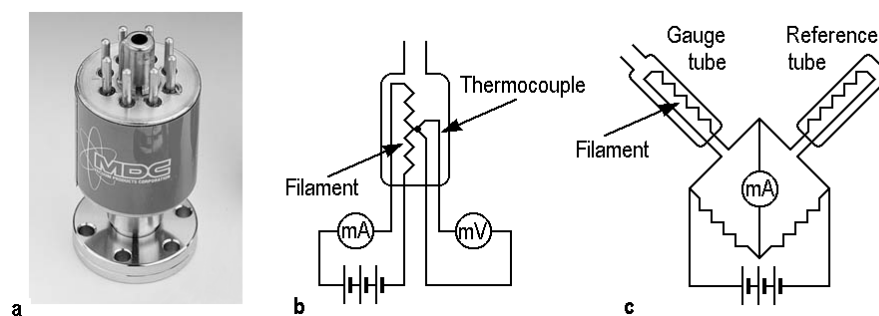 MDC
a
Thermocouple
Filament
mA
mV
b
Gauge
tube
Reference
tube
Filament
mA
c